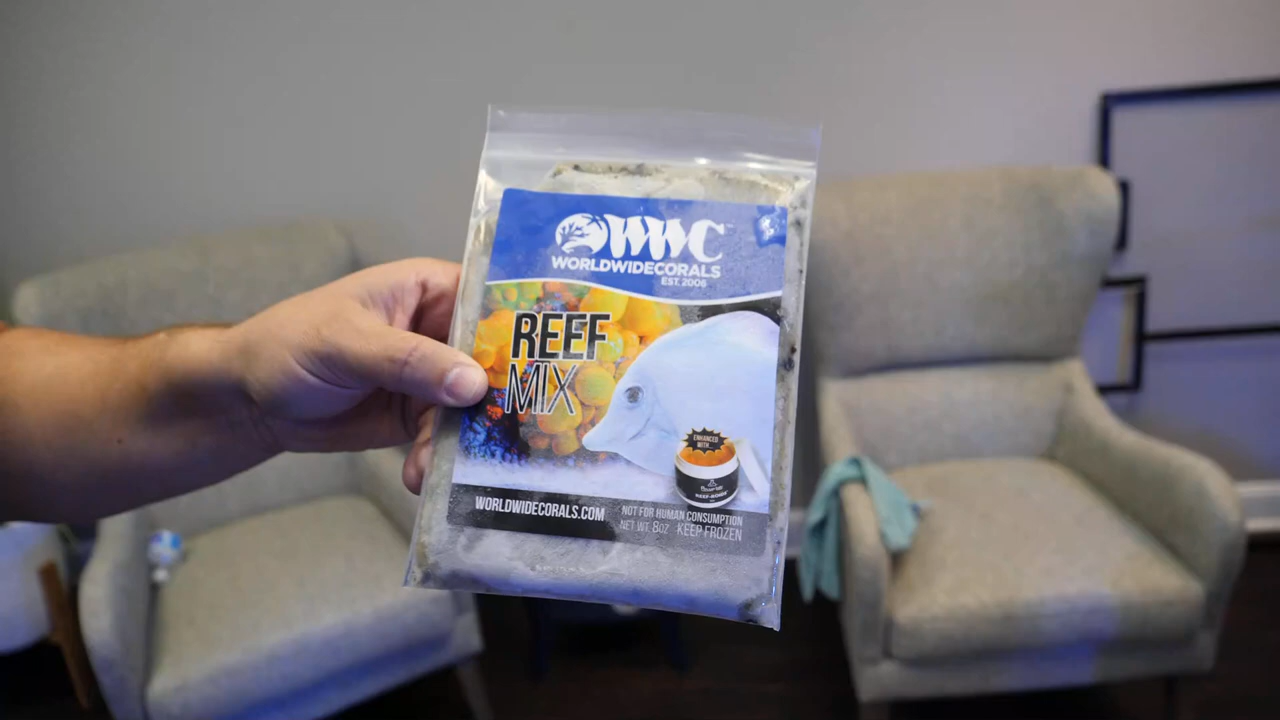 WWC
WORLDWIDECORALS
EST. 2006
REEF
MIX
ENHANCED
WITH...
REEF-ROIDS
WORLDWIDECORALS.COM
NOT FOR HUMAN CONSUMPTION
NET WT. 8OZ KEEP FROZEN